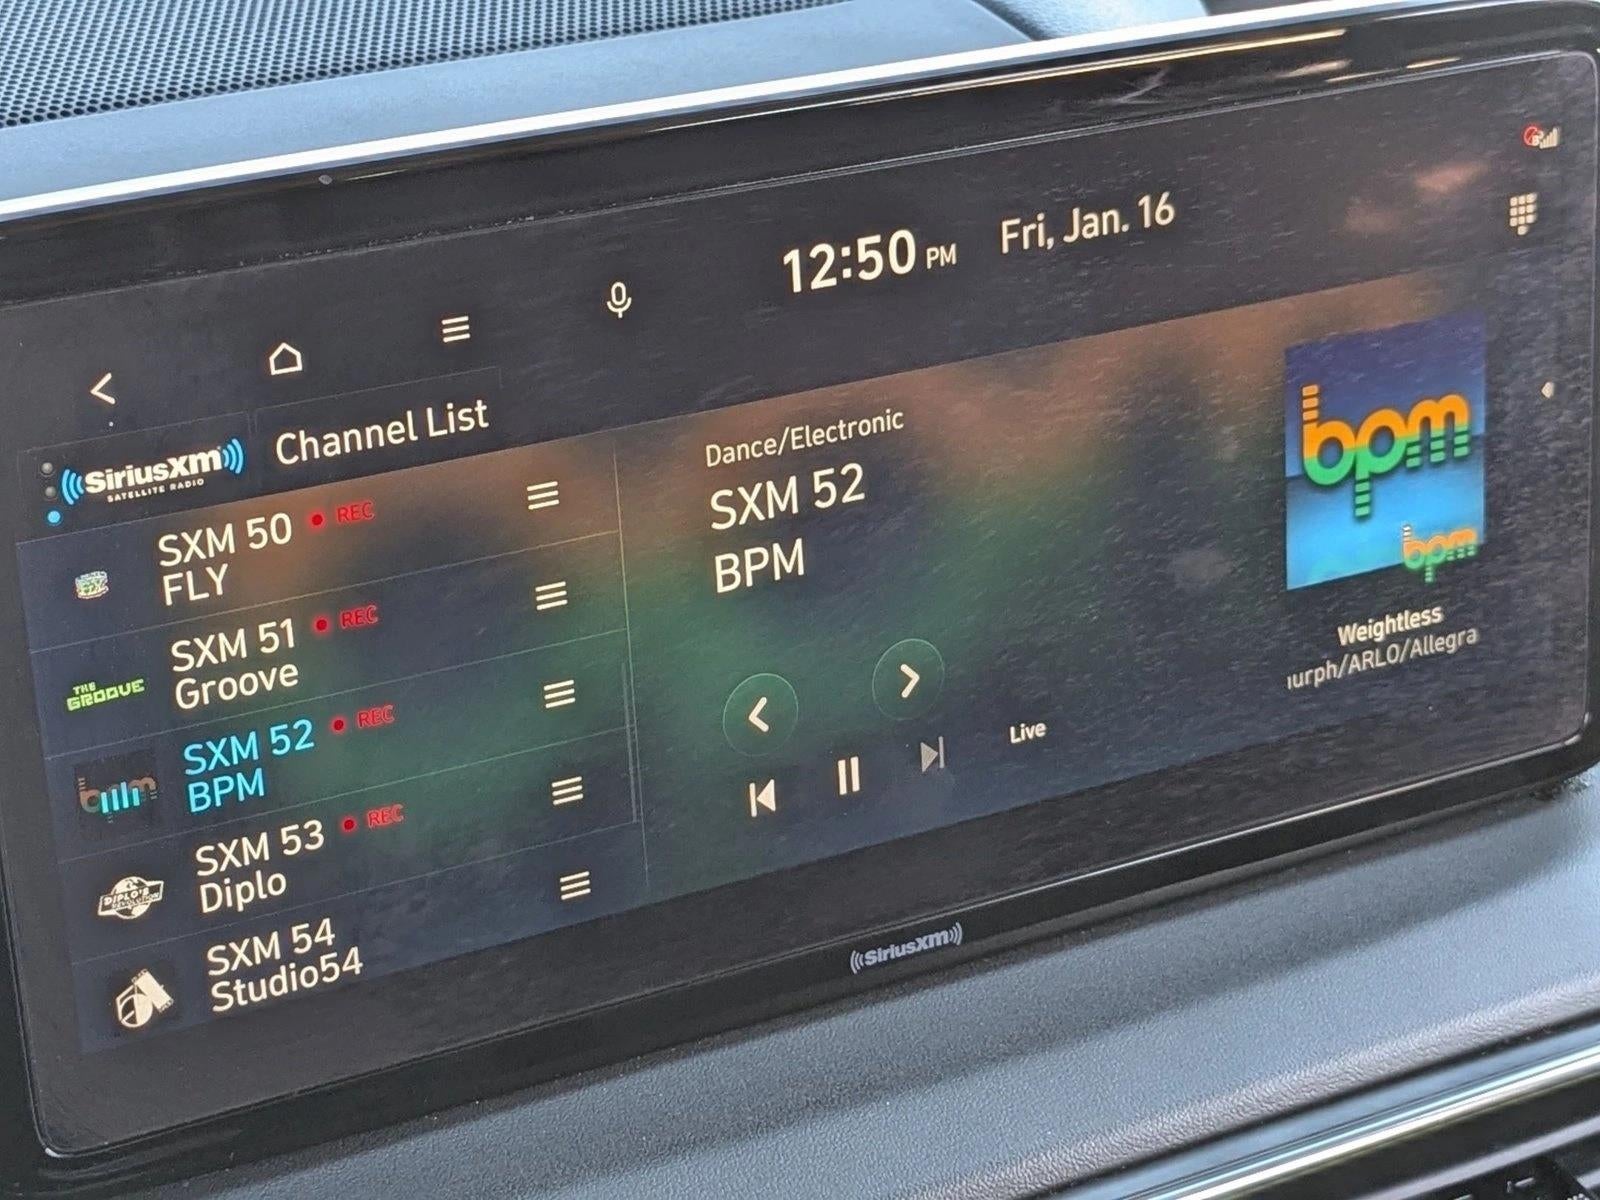 12:50 PM Fri, Jan. 16
SiriusXM
SATELLITE RADIO
Channel List
SXM 50 REC
FLY
SXM 51 REC
Groove
THE
GROOVE
SXM 52 REC
BPM
SXM 53 REC
Diplo
DIPLO'S
REVOLUTION
SXM 54
Studio54
Dance/Electronic
SXM 52
BPM
Live
bpm
bpm
Weightless
urph/ARLO/Allegra
SiriusXM